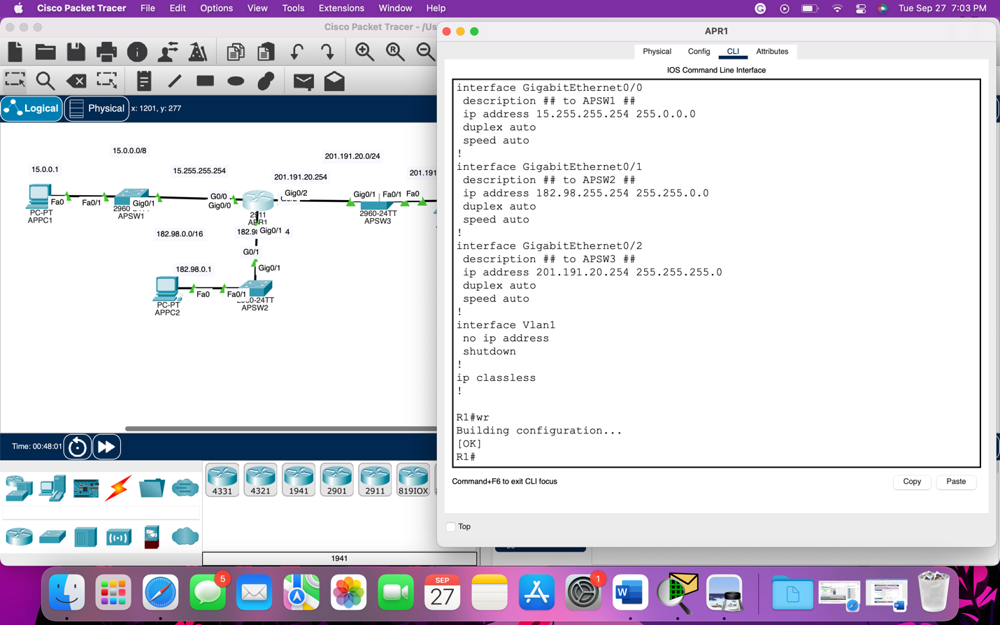 Cisco Packet Tracer File Edit Options View Tools Extensions Window Help Tue Sep 27 7:03 PM
Cisco Packet Tracer - /Us
APR1
Physical Config CLI Attributes
IOS Command Line Interface
Logical Physical x: 1201, y: 277
15.0.0.0/8
201.191.20.0/24
15.0.0.1
15.255.255.254
201.191.20.254
201.191
Fa0
Fa0/1
2960
Gig0/1
G0/0
Gig0/0
Gig0/2
Gig0/1
Fa0/1
Fa0
PC-PT
APPC1
APSW1
2911
APR1
2960-24TT
APSW3
182.98.0.0/16
182.98
Gig0/1
4
G0/1
Gig0/1
182.98.0.1
Fa0
Fa0/1
PC-PT
APPC2
0-24TT
APSW2
interface GigabitEthernet0/0
description ## to APSW1 ##
ip address 15.255.255.254 255.0.0.0
duplex auto
speed auto
!
interface GigabitEthernet0/1
description ## to APSW2 ##
ip address 182.98.255.254 255.255.0.0
duplex auto
speed auto
!
interface GigabitEthernet0/2
description ## to APSW3 ##
ip address 201.191.20.254 255.255.255.0
duplex auto
speed auto
!
interface Vlan1
no ip address
shutdown
!
ip classless
!
R1#wr
Building configuration...
[OK]
R1#
Command+F6 to exit CLI focus
Copy Paste
Top
Time: 00:48:01
4331 4321 1941 2901 2911 819IOX
1941
5
SEP
27
1
W